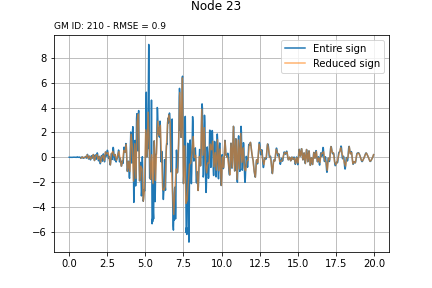 Node 23
GM ID: 210 - RMSE = 0.9
Entire sign
Reduced sign
8
6
4
2
0
−2
−4
−6
0.0 2.5 5.0 7.5 10.0 12.5 15.0 17.5 20.0